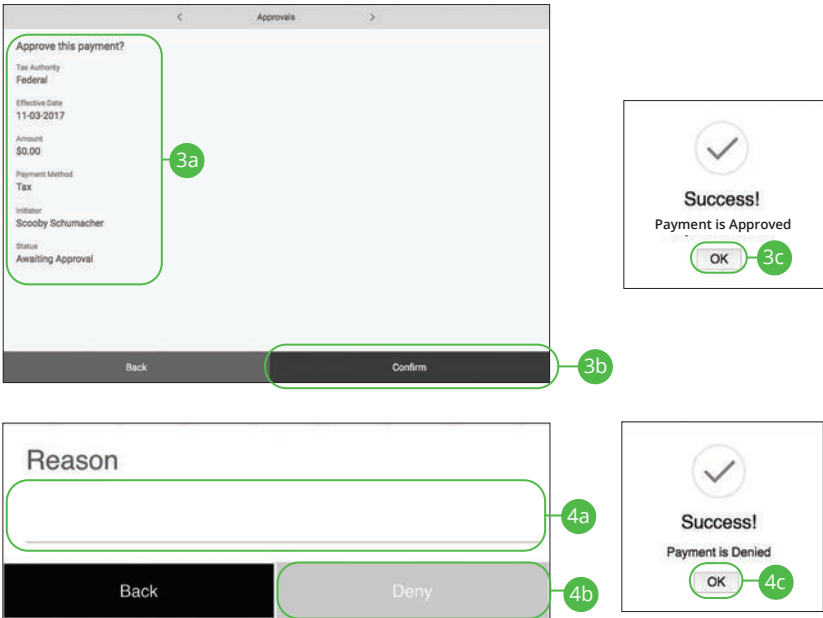 < Approvals >
Approve this payment?
Tax Authority
Federal
Effective Date
11-03-2017
Amount
$0.00
Payment Method
Tax
Initiator
Scooby Schumacher
Status
Awaiting Approval
3a
Back Confirm
3b
Success!
Payment is Approved
OK 3c
Reason
4a
Back Deny
4b
Success!
Payment is Denied
OK 4c